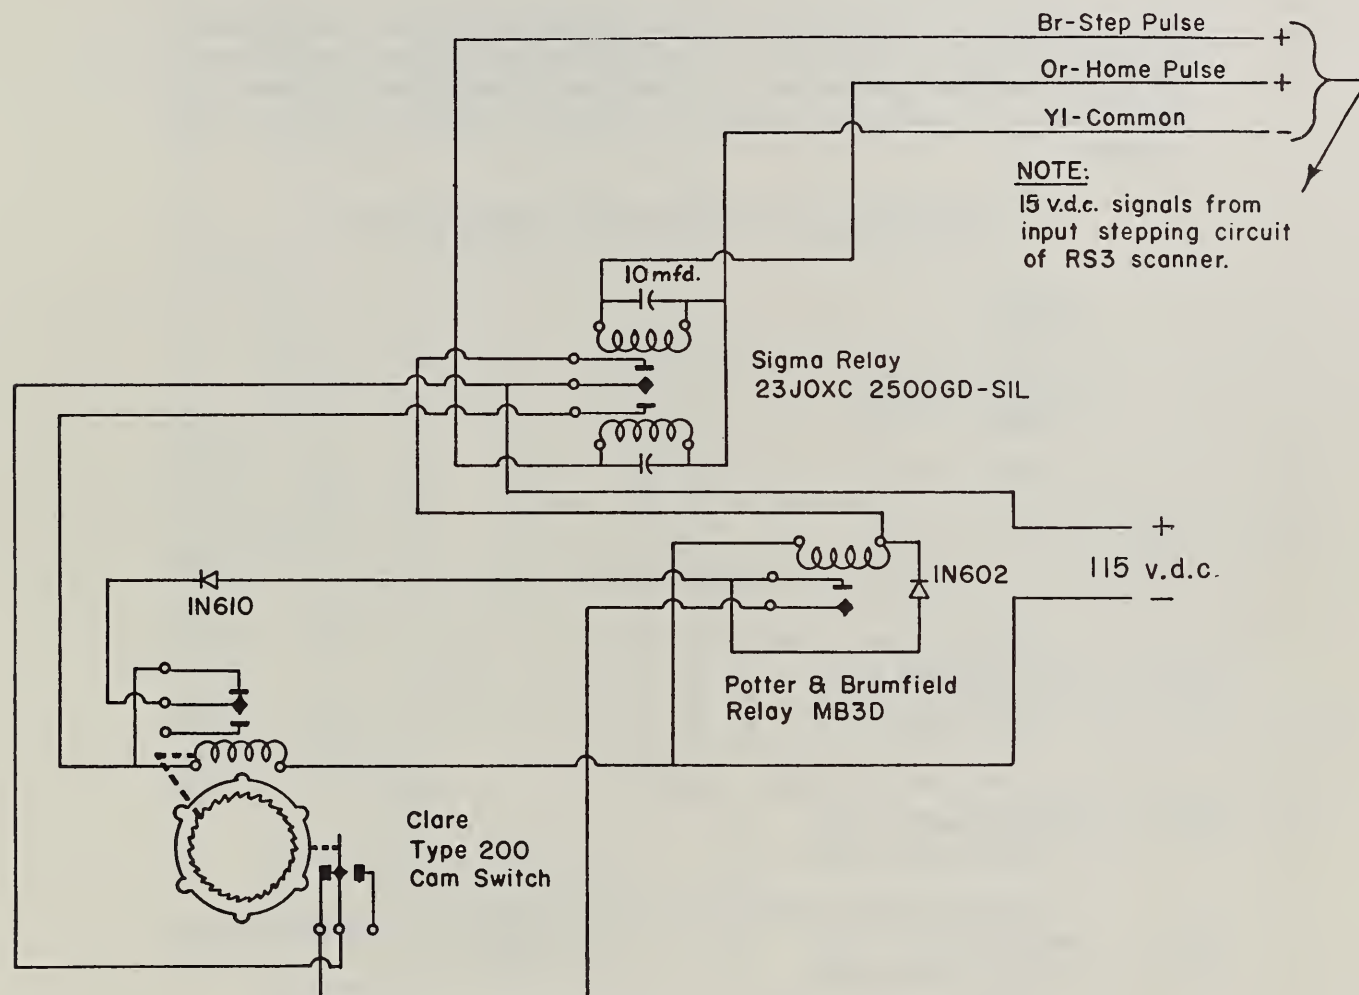 Br-Step Pulse +
Or-Home Pulse +
Yl-Common -
NOTE:
15 v.d.c. signals from
input stepping circuit
of RS3 scanner.
10 mfd.
Sigma Relay
23JOXC 2500GD-SIL
+
115 v.d.c.
-
IN602
IN610
Potter & Brumfield
Relay MB3D
Clare
Type 200
Cam Switch